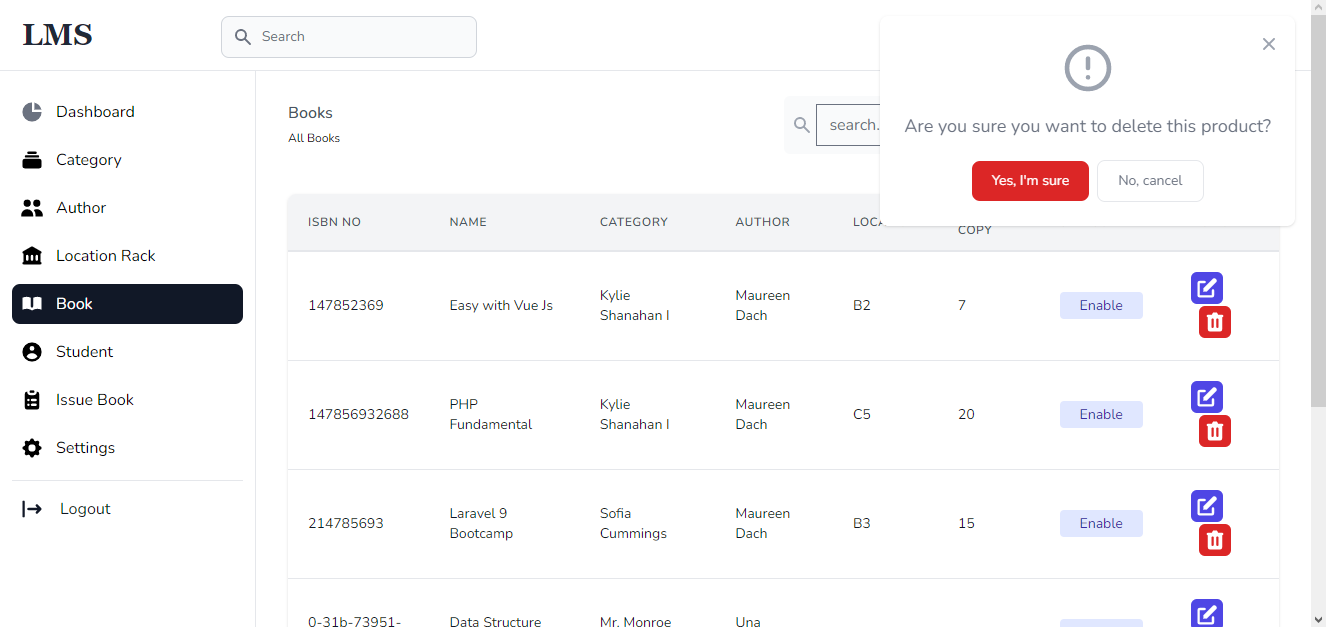 LMS
Search
Are you sure you want to delete this product?
Yes, I'm sure
No, cancel
Dashboard
Category
Author
Location Rack
Book
Student
Issue Book
Settings
Logout
Books
All Books
search.
ISBN NO NAME CATEGORY AUTHOR COPY
147852369 Easy with Vue Js Kylie Shanahan I Maureen Dach B2 7 Enable
147856932688 PHP Fundamental Kylie Shanahan I Maureen Dach C5 20 Enable
214785693 Laravel 9 Bootcamp Sofia Cummings Maureen Dach B3 15 Enable
0-31b-73951- Data Structure Mr. Monroe Una